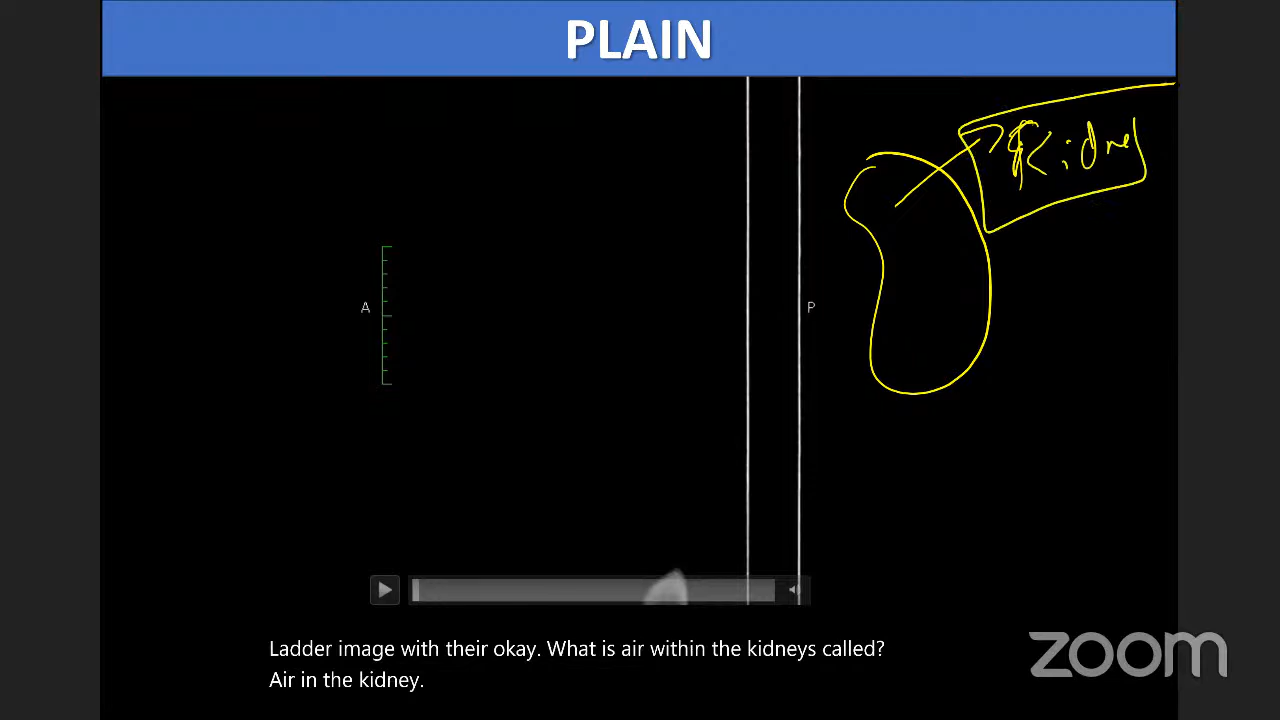 PLAIN
Kidney
A
P
Ladder image with their okay. What is air within the kidneys called?
Air in the kidney.
zoom